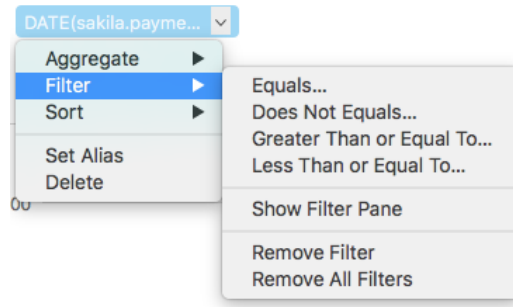 DATE(sakila.payme...
Aggregate
Filter
Sort
Set Alias
Delete
00
Equals...
Does Not Equals...
Greater Than or Equal To...
Less Than or Equal To...
Show Filter Pane
Remove Filter
Remove All Filters